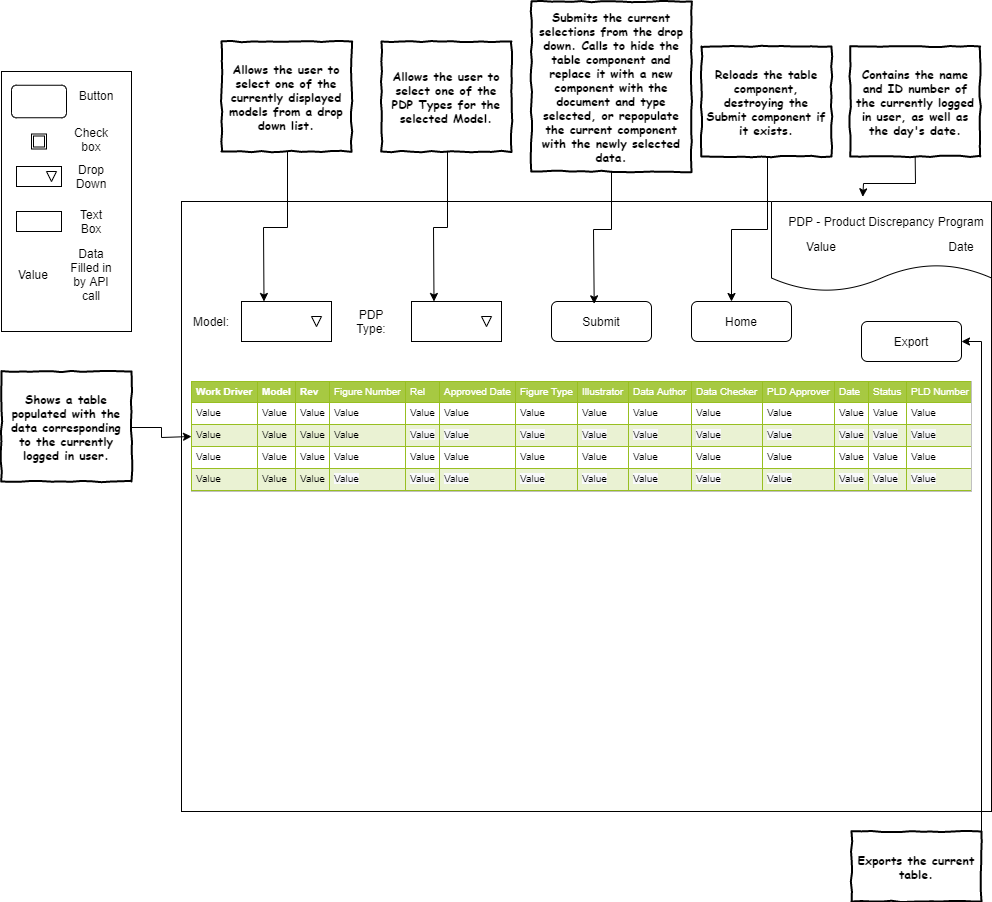 Submits the current
selections from the drop
down. Calls to hide the
table component and
replace it with a new
component with the
document and type
selected, or repopulate
the current component
with the newly selected
data.
Allows the user to
select one of the
currently displayed
models from a drop
down list.
Allows the user to
select one of the
PDP Types for the
selected Model.
Reloads the table
component,
destroying the
Submit component if
it exists.
Contains the name
and ID number of
the currently logged
in user, as well as
the day's date.
Button
Check
box
Drop
Down
Text
Box
Value
Data
Filled in
by API
call
PDP - Product Discrepancy Program
Value Date
Model:
PDP
Type:
Submit
Home
Export
Shows a table
populated with the
data corresponding
to the currently
logged in user.
Work Driver Model Rev Figure Number Rel Approved Date Figure Type Illustrator Data Author Data Checker PLD Approver Date Status PLD Number
Value Value Value Value Value Value Value Value Value Value Value Value Value Value
Value Value Value Value Value Value Value Value Value Value Value Value Value Value
Value Value Value Value Value Value Value Value Value Value Value Value Value Value
Value Value Value Value Value Value Value Value Value Value Value Value Value Value
Exports the current
table.